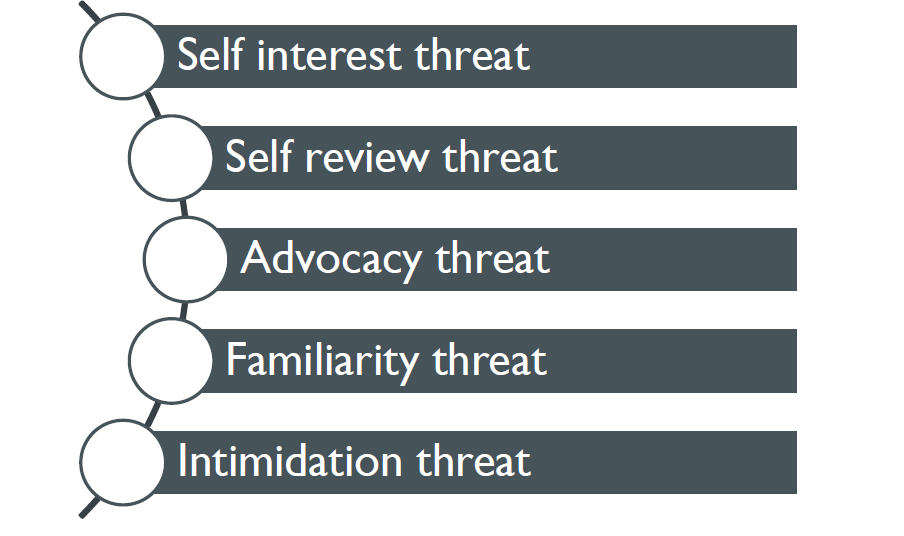 Self interest threat
Self review threat
Advocacy threat
Familiarity threat
Intimidation threat